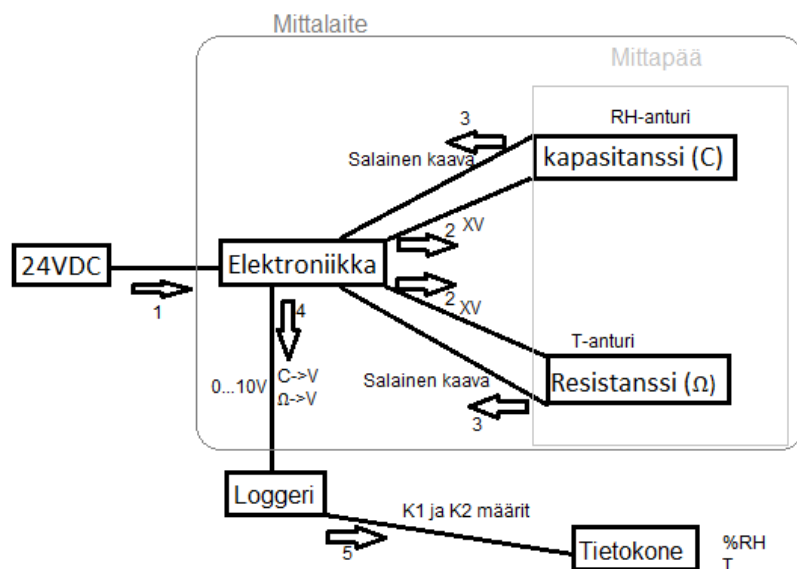 Mittalaite
Mittapää
3
RH-anturi
Salainen kaava
kapasitanssi (C)
2 XV
24VDC
Elektroniikka
1
4
2 XV
T-anturi
0...10V
C->V
Ω->V
Salainen kaava
Resistanssi (Ω)
3
Loggeri
K1 ja K2 määrit
5
Tietokone
%RH
T